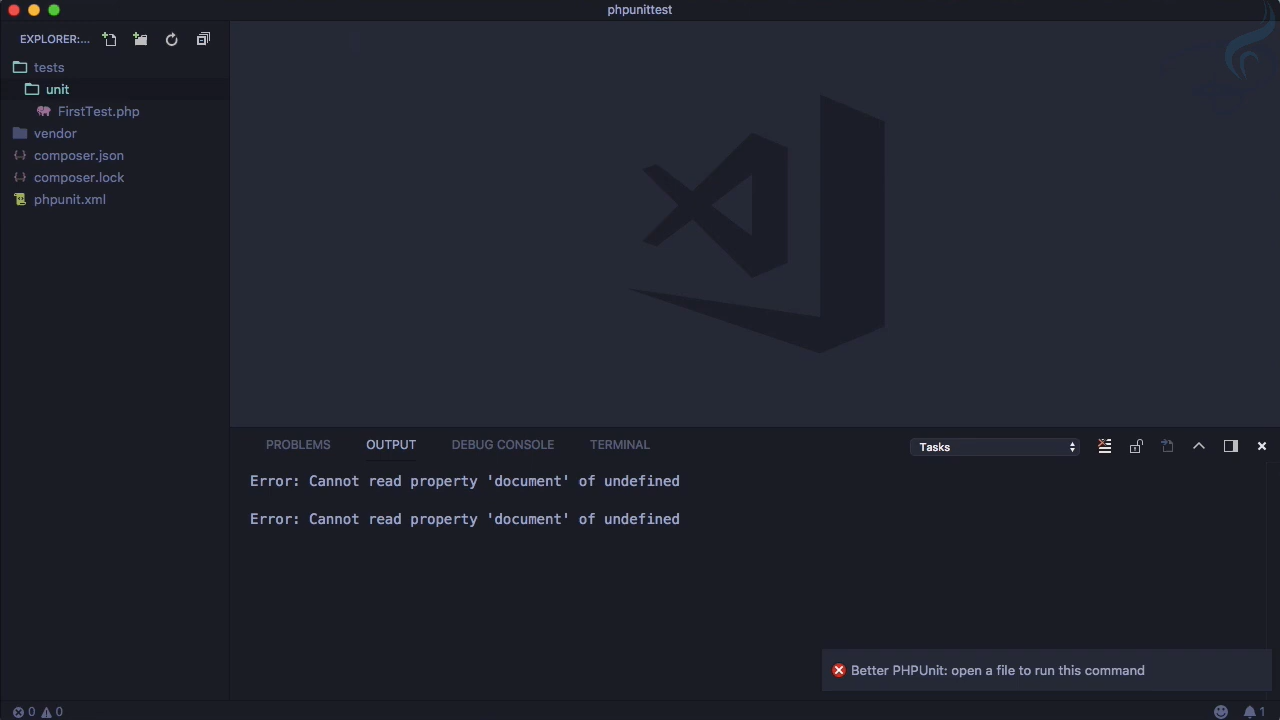 phpunittest
EXPLORER:...
tests
unit
FirstTest.php
vendor
composer.json
composer.lock
phpunit.xml
PROBLEMS OUTPUT DEBUG CONSOLE TERMINAL Tasks
Error: Cannot read property 'document' of undefined
Error: Cannot read property 'document' of undefined
Better PHPUnit: open a file to run this command
0 0 1